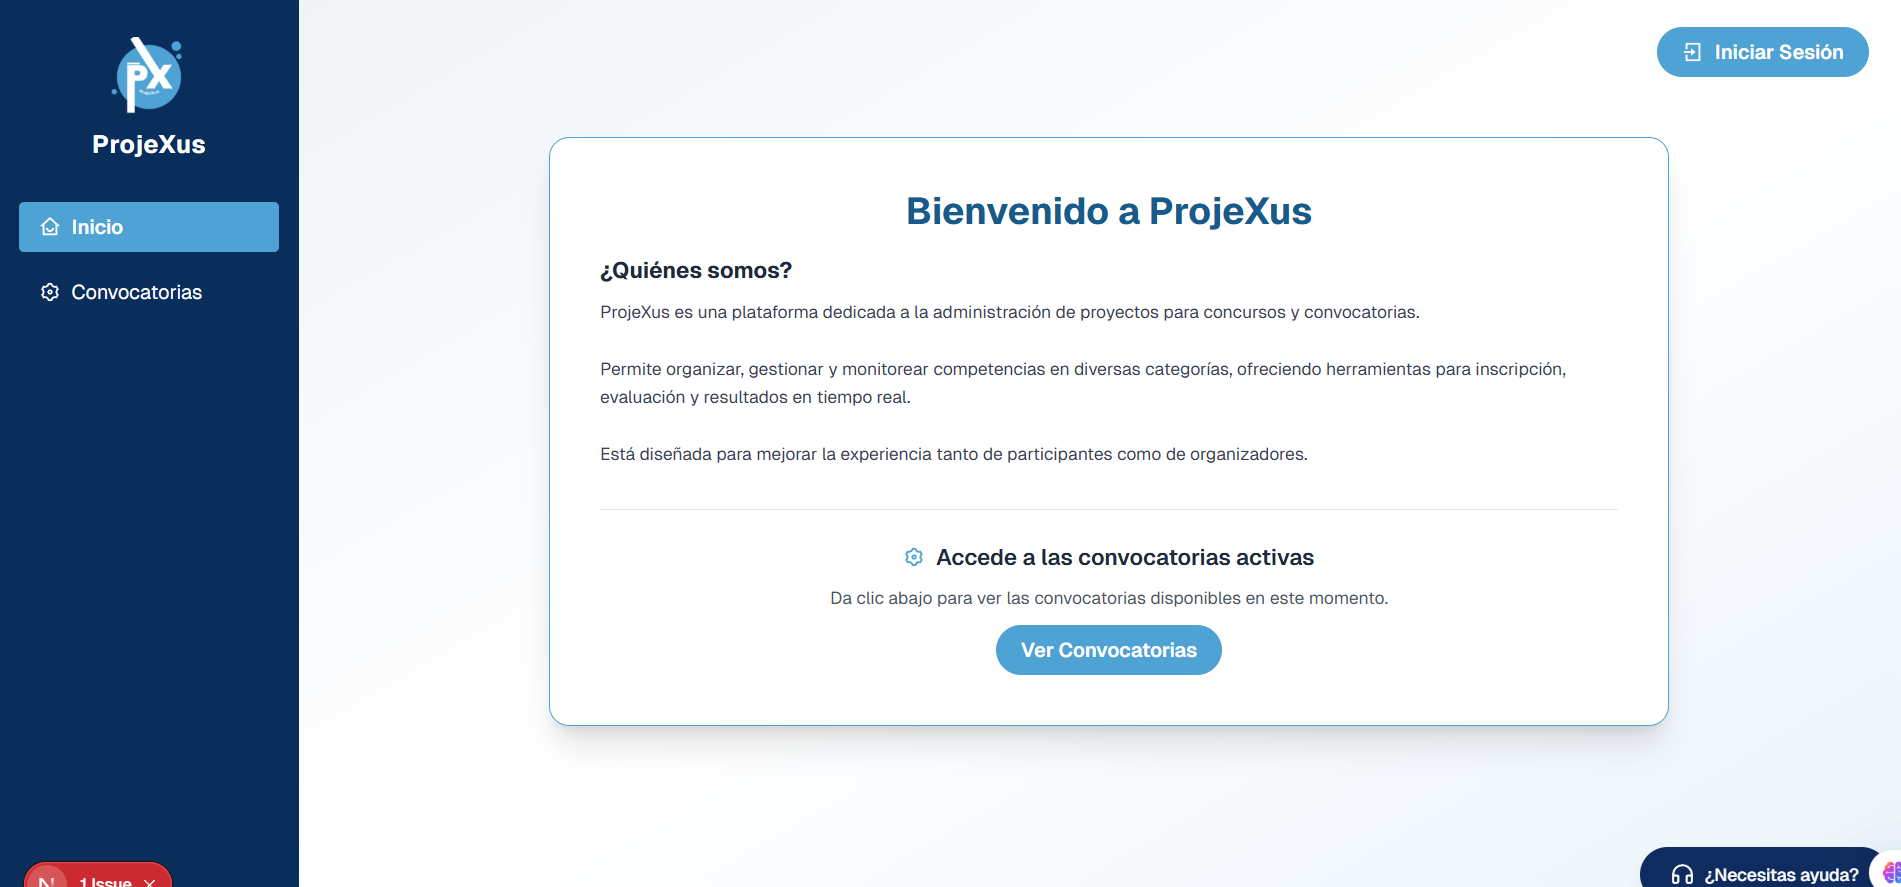 PX
ProjeXus
ProjeXus
Inicio
Convocatorias
Iniciar Sesión
Bienvenido a ProjeXus
¿Quiénes somos?
ProjeXus es una plataforma dedicada a la administración de proyectos para concursos y convocatorias.
Permite organizar, gestionar y monitorear competencias en diversas categorías, ofreciendo herramientas para inscripción,
evaluación y resultados en tiempo real.
Está diseñada para mejorar la experiencia tanto de participantes como de organizadores.
Accede a las convocatorias activas
Da clic abajo para ver las convocatorias disponibles en este momento.
Ver Convocatorias
N 1 Issue
¿Necesitas ayuda?